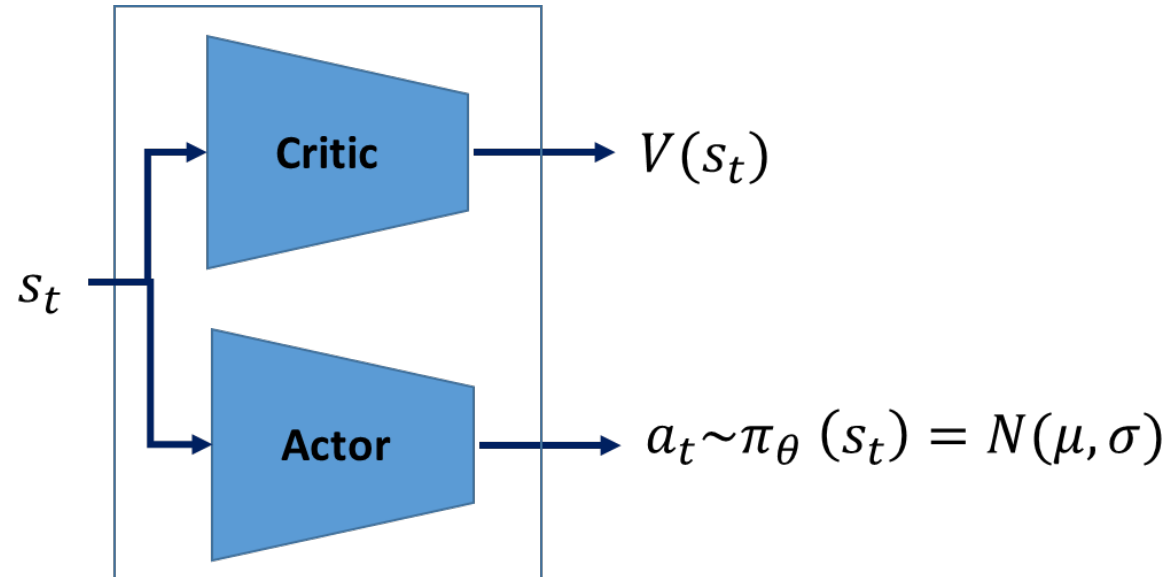 Critic
V(s_t)
s_t
Actor
a_t~π_θ (s_t) = N(μ, σ)